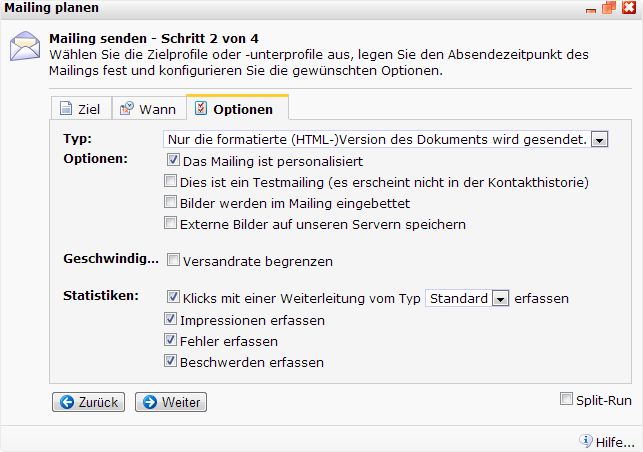 Mailing planen
Mailing senden - Schritt 2 von 4
Wählen Sie die Zielprofile oder -unterprofile aus, legen Sie den Absendezeitpunkt des
Mailings fest und konfigurieren Sie die gewünschten Optionen.
Ziel Wann Optionen
Typ: Nur die formatierte (HTML-)Version des Dokuments wird gesendet.
Optionen: Das Mailing ist personalisiert
Dies ist ein Testmailing (es erscheint nicht in der Kontakthistorie)
Bilder werden im Mailing eingebettet
Externe Bilder auf unseren Servern speichern
Geschwindig... Versandrate begrenzen
Statistiken: Klicks mit einer Weiterleitung vom Typ Standard erfassen
Impressionen erfassen
Fehler erfassen
Beschwerden erfassen
Zurück Weiter Split-Run
Hilfe...